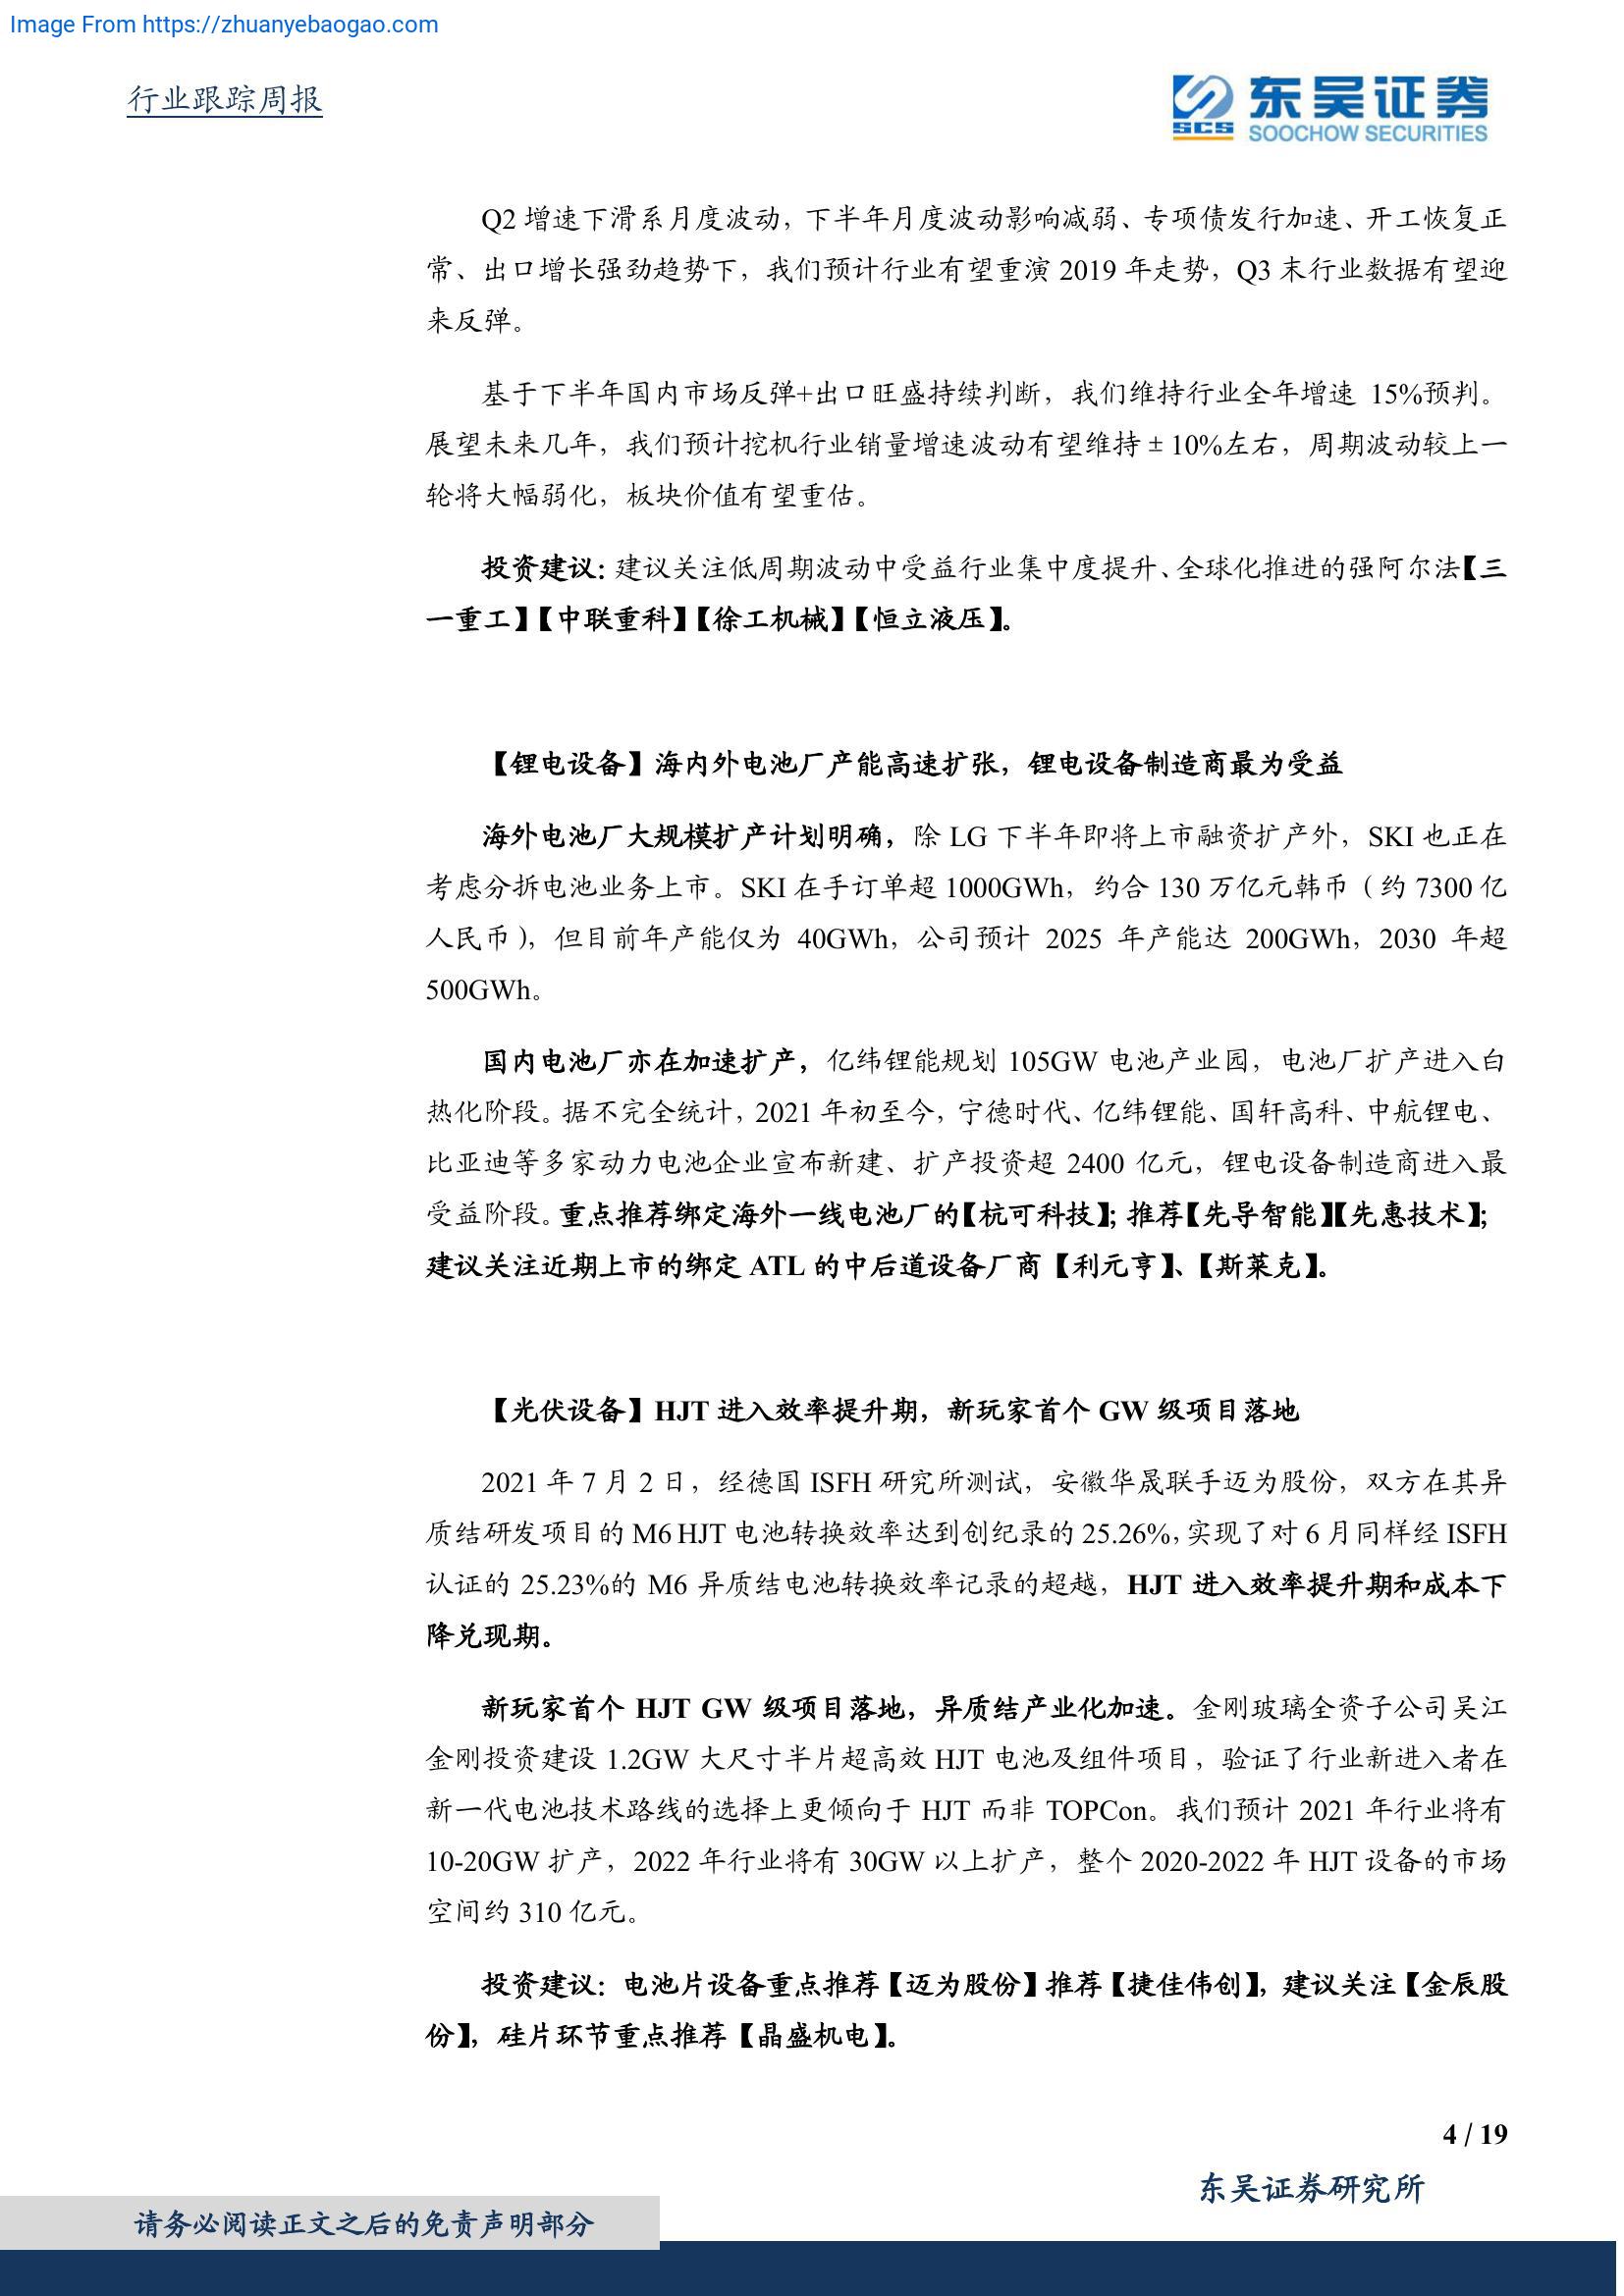 Image From https://zhuanyebaogao.com
行业跟踪周报
东吴证券
SCS
SOOCHOW SECURITIES
Q2 增速下滑系月度波动，下半年月度波动影响减弱、专项债发行加速、开工恢复正
常、出口增长强劲趋势下，我们预计行业有望重演 2019 年走势，Q3 末行业数据有望迎
来反弹。
基于下半年国内市场反弹+出口旺盛持续判断，我们维持行业全年增速 15%预判。
展望未来几年，我们预计挖机行业销量增速波动有望维持±10%左右，周期波动较上一
轮将大幅弱化，板块价值有望重估。
投资建议：建议关注低周期波动中受益行业集中度提升、全球化推进的强阿尔法【三
一重工】【中联重科】【徐工机械】【恒立液压】。
【锂电设备】海内外电池厂产能高速扩张，锂电设备制造商最为受益
海外电池厂大规模扩产计划明确，除 LG 下半年即将上市融资扩产外，SKI 也正在
考虑分拆电池业务上市。SKI 在手订单超 1000GWh，约合 130 万亿元韩币（约 7300 亿
人民币），但目前年产能仅为 40GWh，公司预计 2025 年产能达 200GWh，2030 年超
500GWh。
国内电池厂亦在加速扩产，亿纬锂能规划 105GW 电池产业园，电池厂扩产进入白
热化阶段。据不完全统计，2021 年初至今，宁德时代、亿纬锂能、国轩高科、中航锂电、
比亚迪等多家动力电池企业宣布新建、扩产投资超 2400 亿元，锂电设备制造商进入最
受益阶段。重点推荐绑定海外一线电池厂的【杭可科技】；推荐【先导智能】【先惠技术】；
建议关注近期上市的绑定 ATL 的中后道设备厂商【利元亨】、【斯莱克】。
【光伏设备】HJT 进入效率提升期，新玩家首个 GW 级项目落地
2021 年 7 月 2 日，经德国 ISFH 研究所测试，安徽华晟联手迈为股份，双方在其异
质结研发项目的 M6 HJT 电池转换效率达到创纪录的 25.26%，实现了对 6 月同样经 ISFH
认证的 25.23%的 M6 异质结电池转换效率记录的超越，HJT 进入效率提升期和成本下
降兑现期。
新玩家首个 HJT GW 级项目落地，异质结产业化加速。金刚玻璃全资子公司吴江
金刚投资建设 1.2GW 大尺寸半片超高效 HJT 电池及组件项目，验证了行业新进入者在
新一代电池技术路线的选择上更倾向于 HJT 而非 TOPCon。我们预计 2021 年行业将有
10-20GW 扩产，2022 年行业将有 30GW 以上扩产，整个 2020-2022 年 HJT 设备的市场
空间约 310 亿元。
投资建议：电池片设备重点推荐【迈为股份】推荐【捷佳伟创】，建议关注【金辰股
份】，硅片环节重点推荐【晶盛机电】。
4 / 19
东吴证券研究所
请务必阅读正文之后的免责声明部分